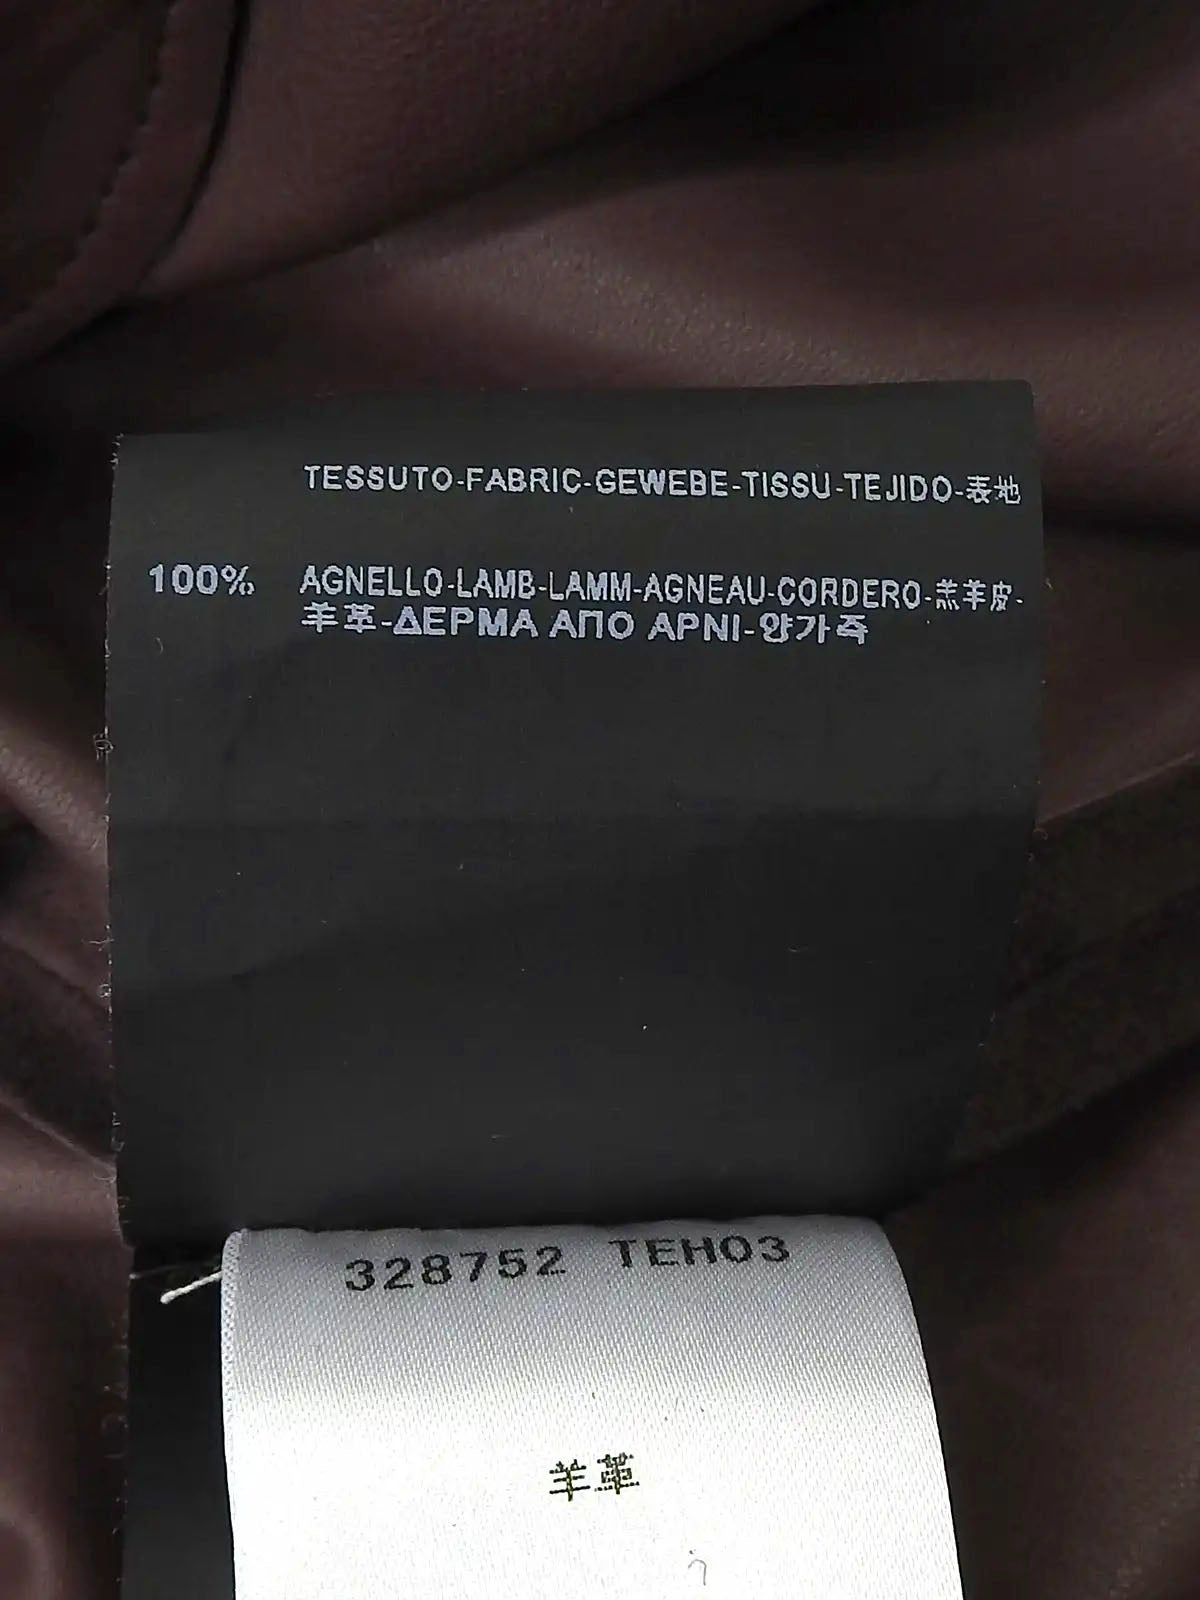 TESSUTO-FABRIC-GEWEBE-TISSU-TEJIDO-表地
100% AGNELLO-LAMB-LAMM-AGNEAU-CORDERO-羔羊皮-
羊革-ΔΕΡΜΑ ΑΠΟ ΑΡΝΙ-양가죽
328752 TEH03
羊革